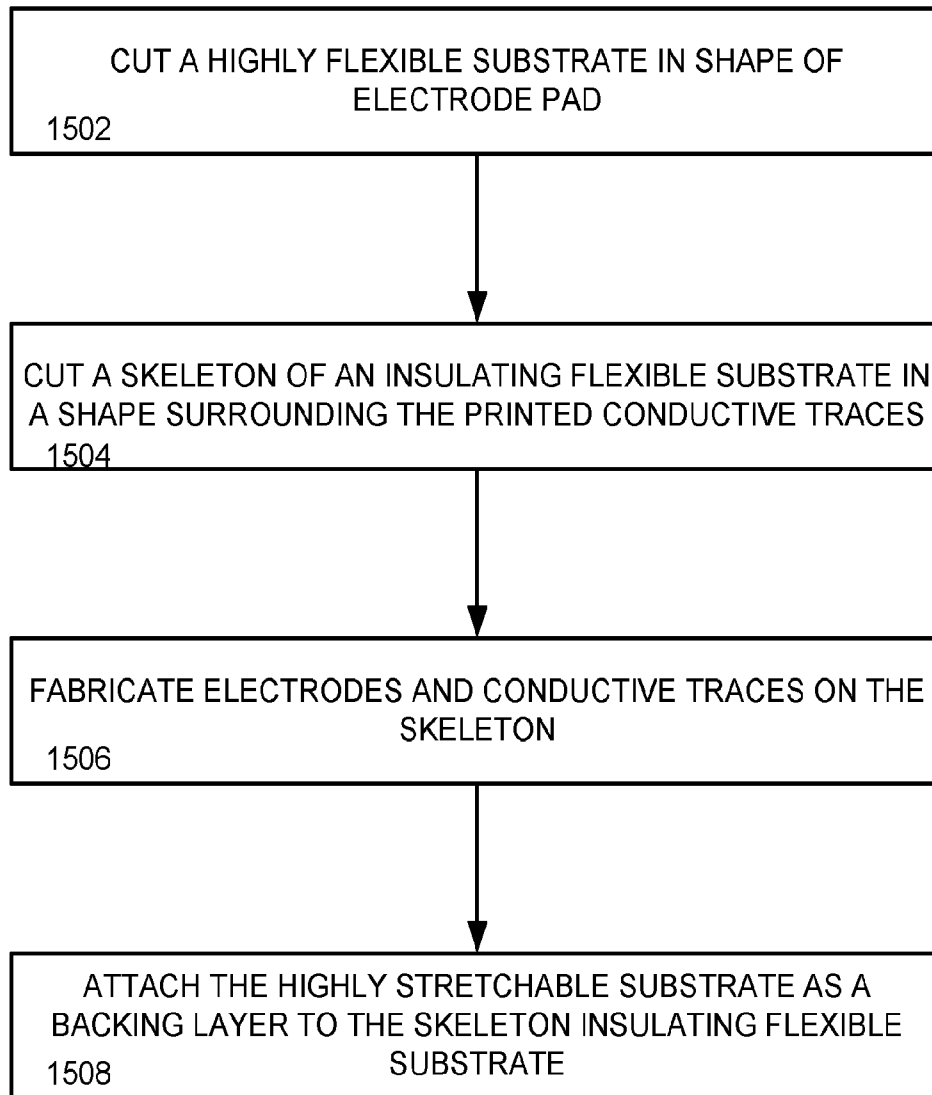 CUT A HIGHLY FLEXIBLE SUBSTRATE IN SHAPE OF
ELECTRODE PAD
1502
CUT A SKELETON OF AN INSULATING FLEXIBLE SUBSTRATE IN
A SHAPE SURROUNDING THE PRINTED CONDUCTIVE TRACES
1504
FABRICATE ELECTRODES AND CONDUCTIVE TRACES ON THE
SKELETON
1506
ATTACH THE HIGHLY STRETCHABLE SUBSTRATE AS A
BACKING LAYER TO THE SKELETON INSULATING FLEXIBLE
SUBSTRATE
1508